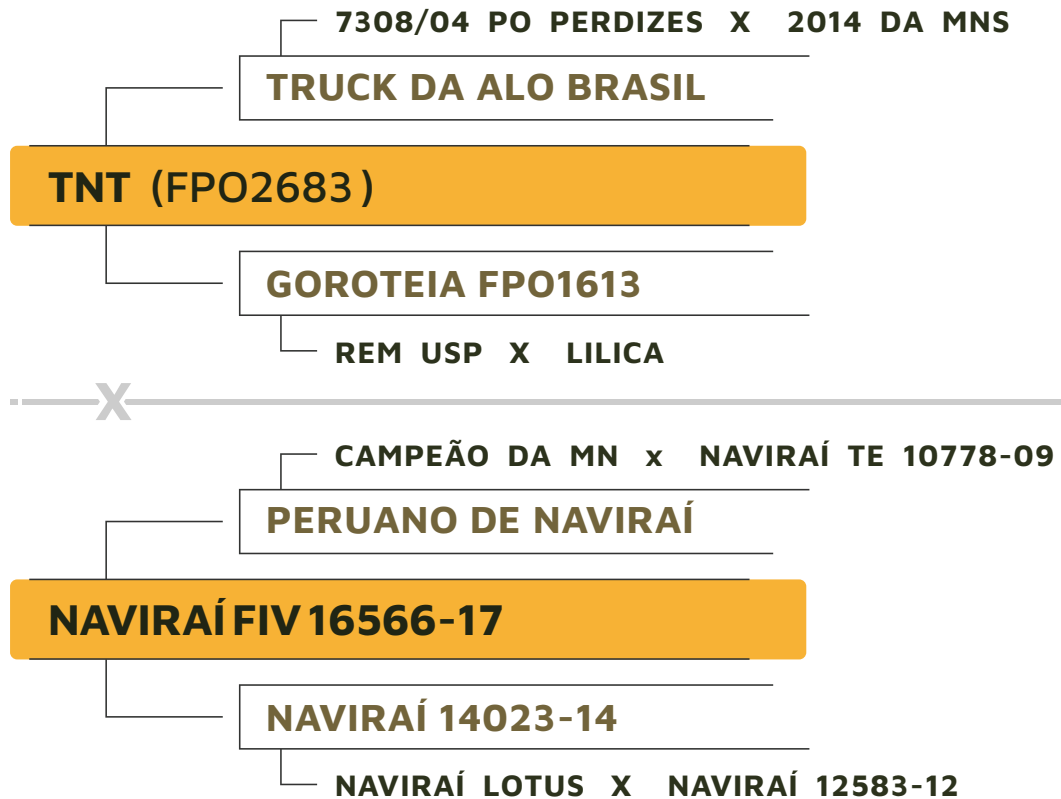 7308/04 PO PERDIZES X 2014 DA MNS
TRUCK DA ALO BRASIL
TNT (FPO2683)
GOROTEIA FPO1613
REM USP X LILICA
X
CAMPEÃO DA MN x NAVIRAÍ TE 10778-09
PERUANO DE NAVIRAÍ
NAVIRAÍ FIV 16566-17
NAVIRAÍ 14023-14
NAVIRAÍ LOTUS X NAVIRAÍ 12583-12